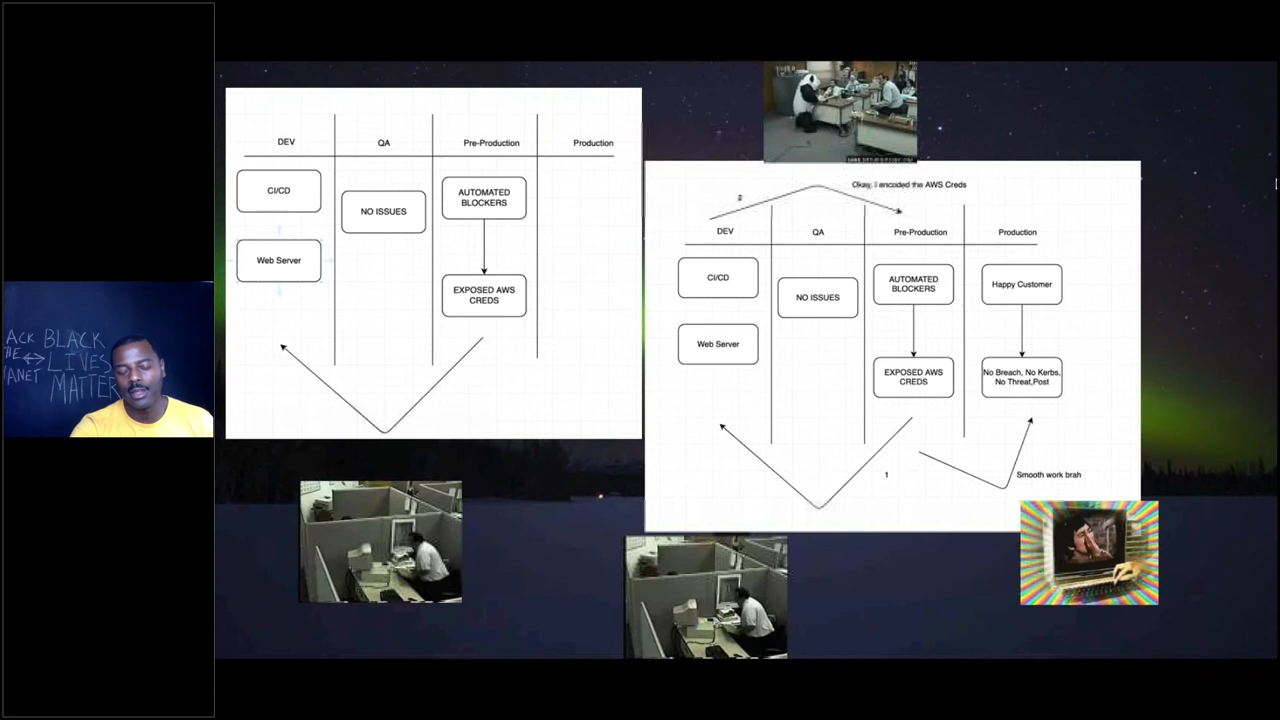 DEV
QA
Pre-Production
Production
CI/CD
Web Server
NO ISSUES
AUTOMATED
BLOCKERS
EXPOSED AWS
CREDS
2
Okay, I encoded the AWS Creds
DEV
QA
Pre-Production
Production
CI/CD
Web Server
NO ISSUES
AUTOMATED
BLOCKERS
EXPOSED AWS
CREDS
Happy Customer
No Breach, No Kerbs,
No Threat,Post
1
Smooth work brah
ACK
BLACK
LIVES
MATTER